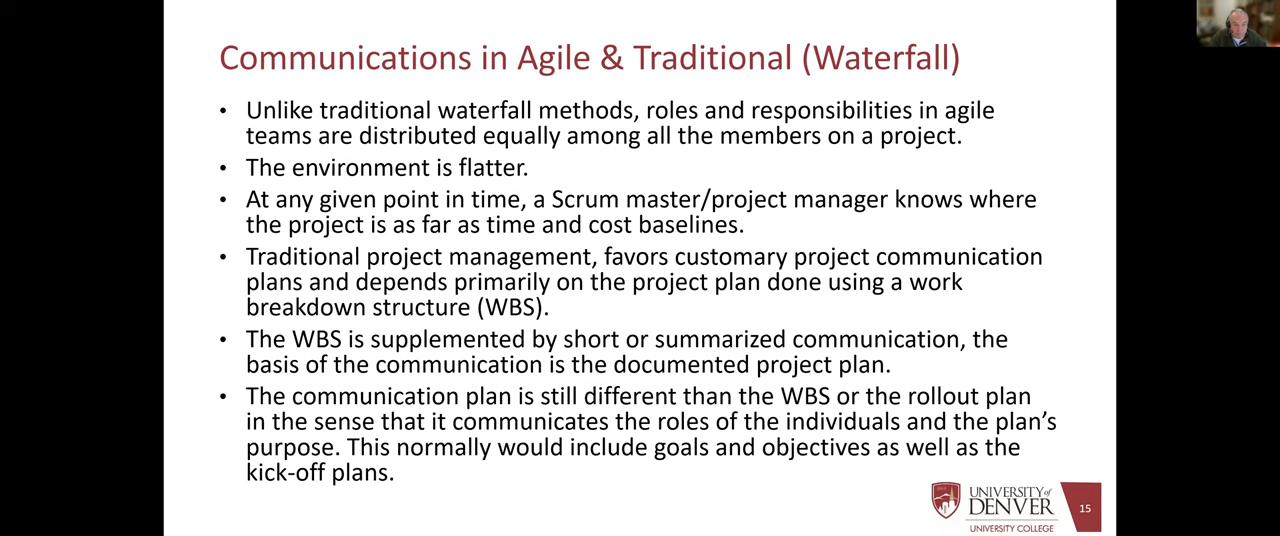 Communications in Agile & Traditional (Waterfall)
• Unlike traditional waterfall methods, roles and responsibilities in agile
teams are distributed equally among all the members on a project.
• The environment is flatter.
• At any given point in time, a Scrum master/project manager knows where
the project is as far as time and cost baselines.
• Traditional project management, favors customary project communication
plans and depends primarily on the project plan done using a work
breakdown structure (WBS).
• The WBS is supplemented by short or summarized communication, the
basis of the communication is the documented project plan.
• The communication plan is still different than the WBS or the rollout plan
in the sense that it communicates the roles of the individuals and the plan's
purpose. This normally would include goals and objectives as well as the
kick-off plans.
UNIVERSITY of
DENVER
UNIVERSITY COLLEGE
15